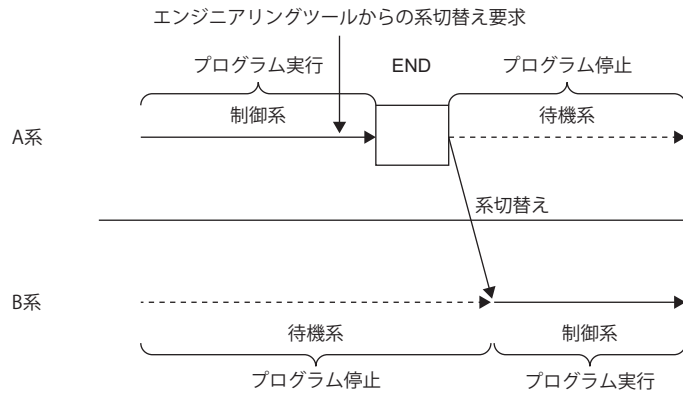 エンジニアリングツールからの系切替え要求
プログラム実行
END
プログラム停止
制御系
待機系
A系
系切替え
B系
待機系
制御系
プログラム停止
プログラム実行